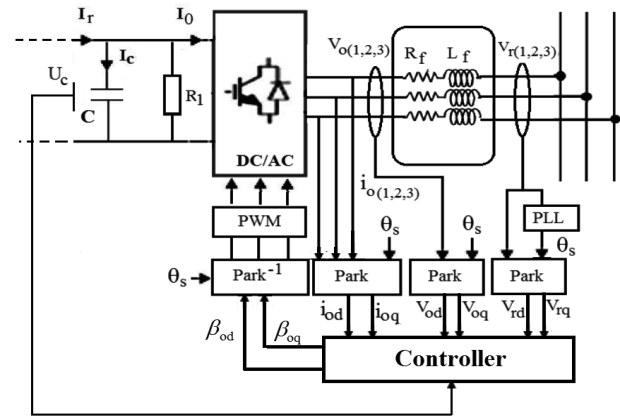 Ir I0
Ic
Uc
C
R1
DC/AC
Vo(1,2,3)
Rf Lf
Vr(1,2,3)
io(1,2,3)
PWM
PLL
θs
θs
θs
θs
Park-1
Park
Park
Park
iod ioq
Vod Voq
Vrd Vrq
βod
βoq
Controller